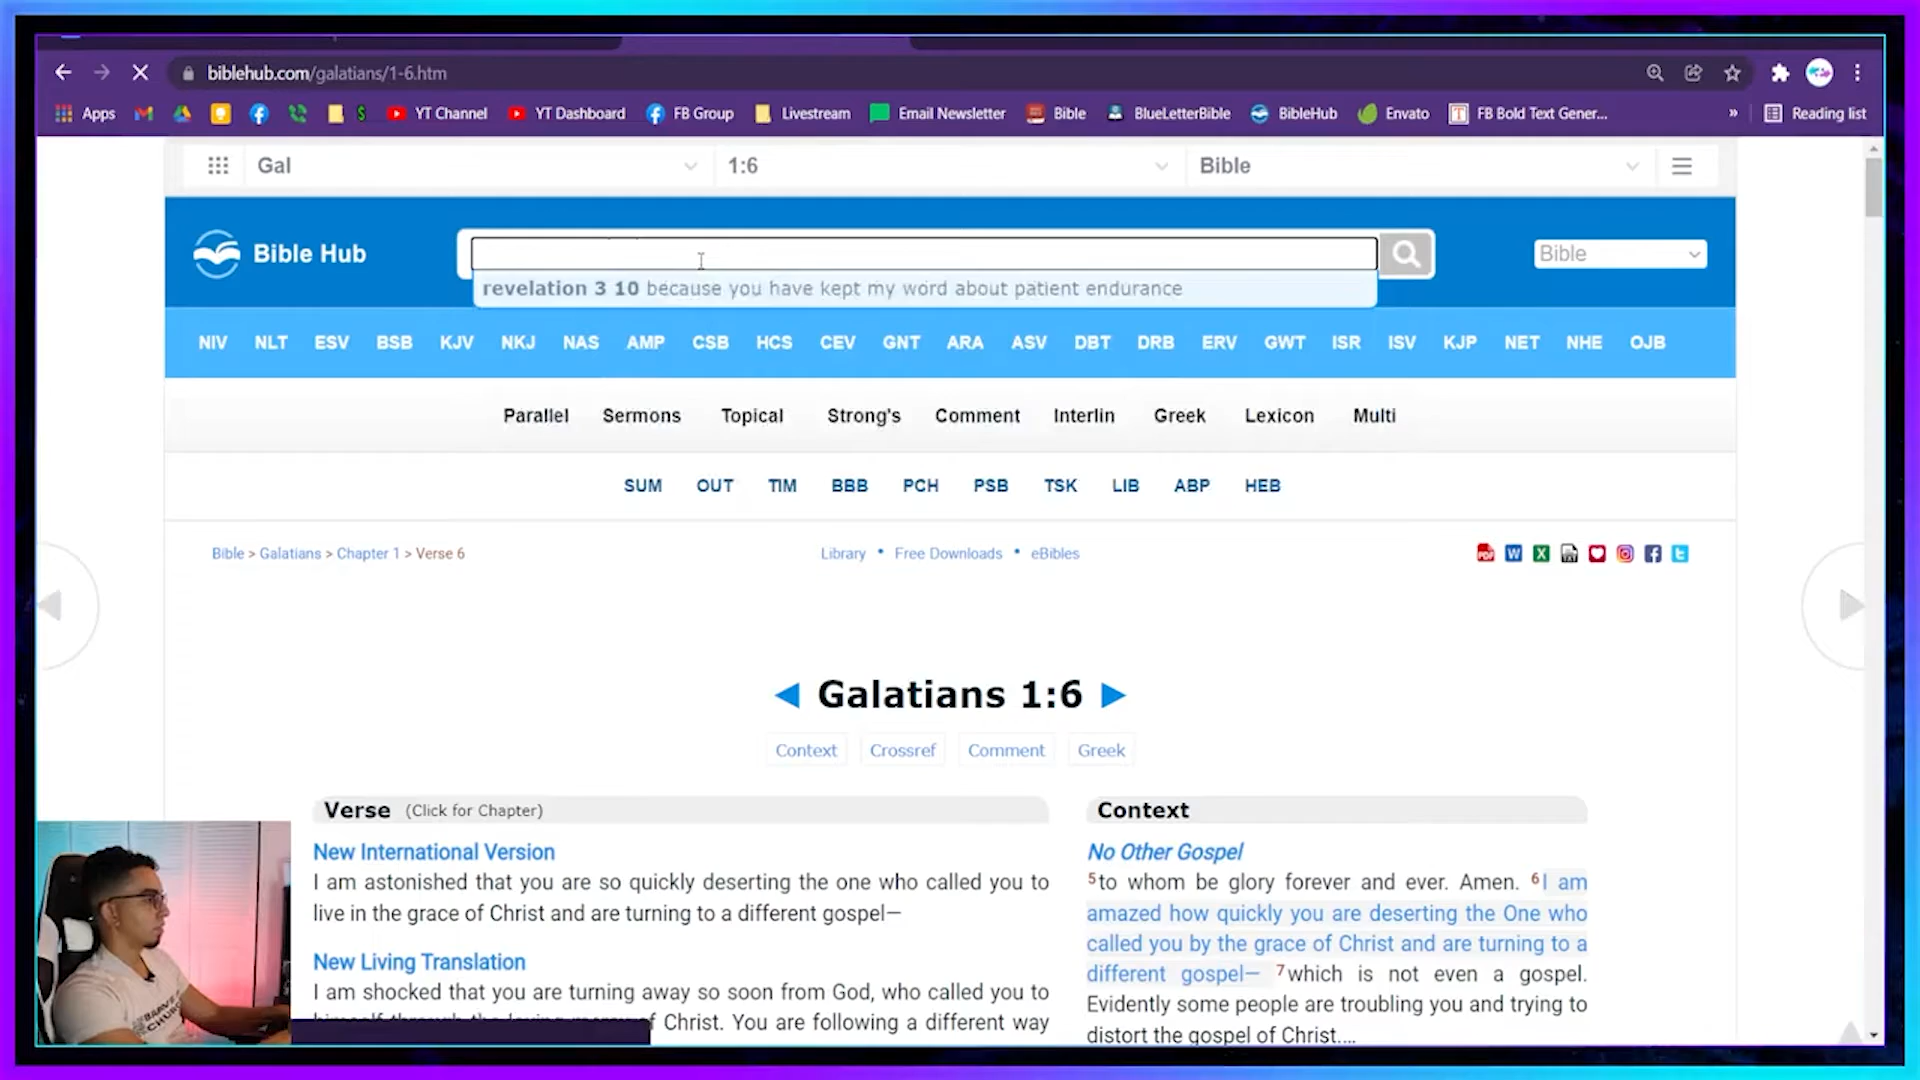 biblehub.com/galatians/1-6.htm
Apps
$
YT Channel
YT Dashboard
FB Group
Livestream
Email Newsletter
Bible
BlueLetterBible
BibleHub
Envato
FB Bold Text Gener...
»
Reading list
Gal
1:6
Bible
Bible Hub
Bible
revelation 3 10 because you have kept my word about patient endurance
NIV NLT ESV BSB KJV NKJ NAS AMP CSB HCS CEV GNT ARA ASV DBT DRB ERV GWT ISR ISV KJP NET NHE OJB
Parallel Sermons Topical Strong's Comment Interlin Greek Lexicon Multi
SUM OUT TIM BBB PCH PSB TSK LIB ABP HEB
Bible > Galatians > Chapter 1 > Verse 6
Library • Free Downloads • eBibles
◄ Galatians 1:6 ►
Context Crossref Comment Greek
Verse (Click for Chapter)
New International Version
I am astonished that you are so quickly deserting the one who called you to
live in the grace of Christ and are turning to a different gospel—
New Living Translation
I am shocked that you are turning away so soon from God, who called you to
Christ. You are following a different way
Context
No Other Gospel
5to whom be glory forever and ever. Amen. 6I am
amazed how quickly you are deserting the One who
called you by the grace of Christ and are turning to a
different gospel— 7which is not even a gospel.
Evidently some people are troubling you and trying to
distort the gospel of Christ....